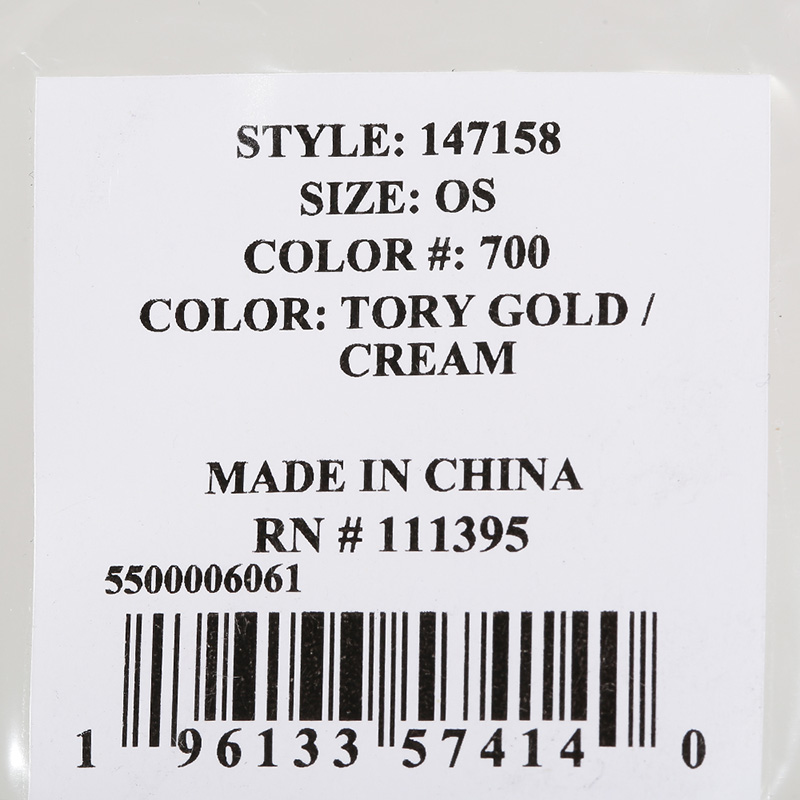 STYLE: 147158
SIZE: OS
COLOR #: 700
COLOR: TORY GOLD /
CREAM
MADE IN CHINA
RN # 111395
5500006061
1 96133 57414 0